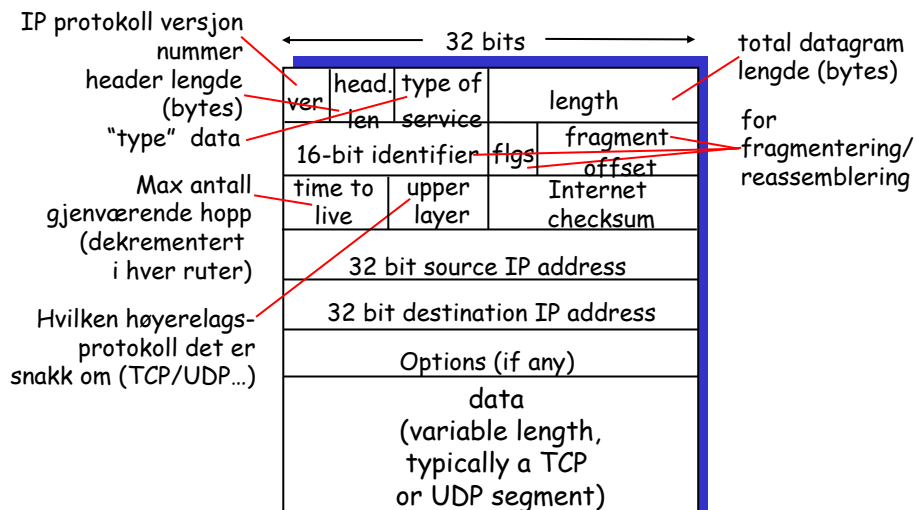 IP protokoll versjon
nummer
header lengde
(bytes)
"type" data
Max antall
gjenværende hopp
(dekrementert
i hver ruter)
Hvilken høyerelags-
protokoll det er
snakk om (TCP/UDP...)
32 bits
ver
head.
len
type of
service
length
16-bit identifier
flgs
fragment
offset
time to
live
upper
layer
Internet
checksum
32 bit source IP address
32 bit destination IP address
Options (if any)
data
(variable length,
typically a TCP
or UDP segment)
total datagram
lengde (bytes)
for
fragmentering/
reassemblering